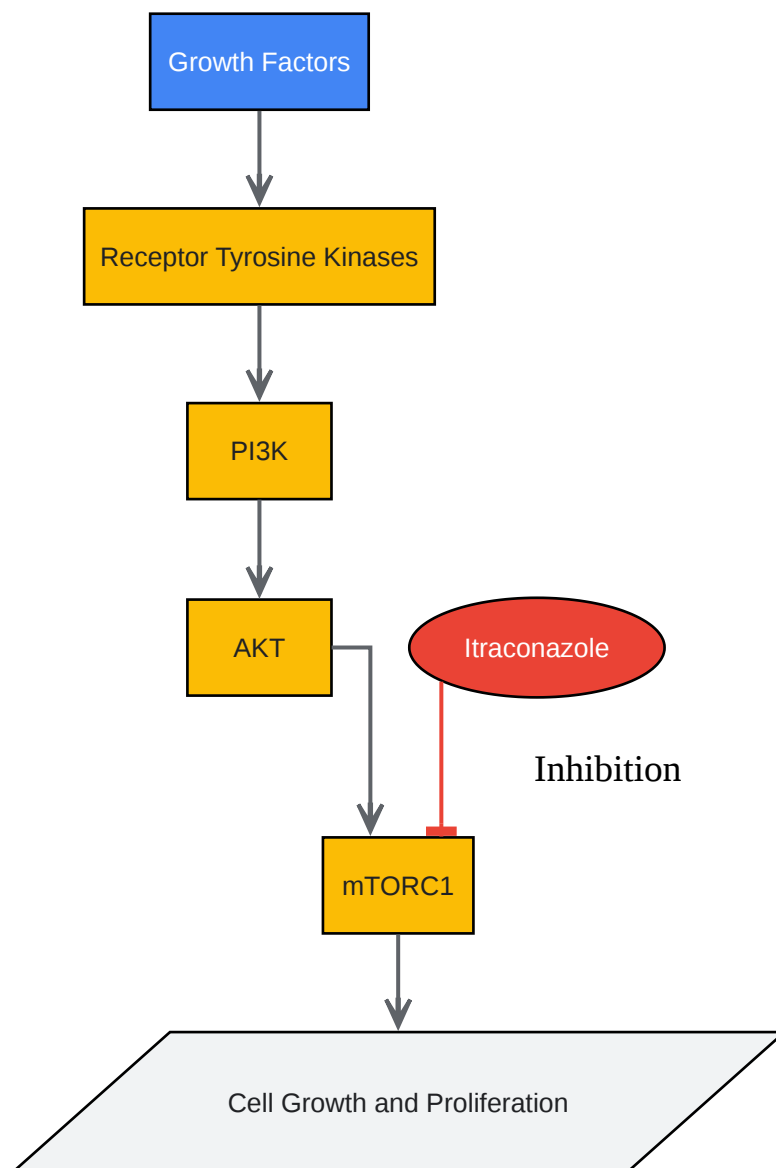 Growth Factors
Receptor Tyrosine Kinases
PI3K
AKT
Itraconazole
Inhibition
mTORC1
Cell Growth and Proliferation